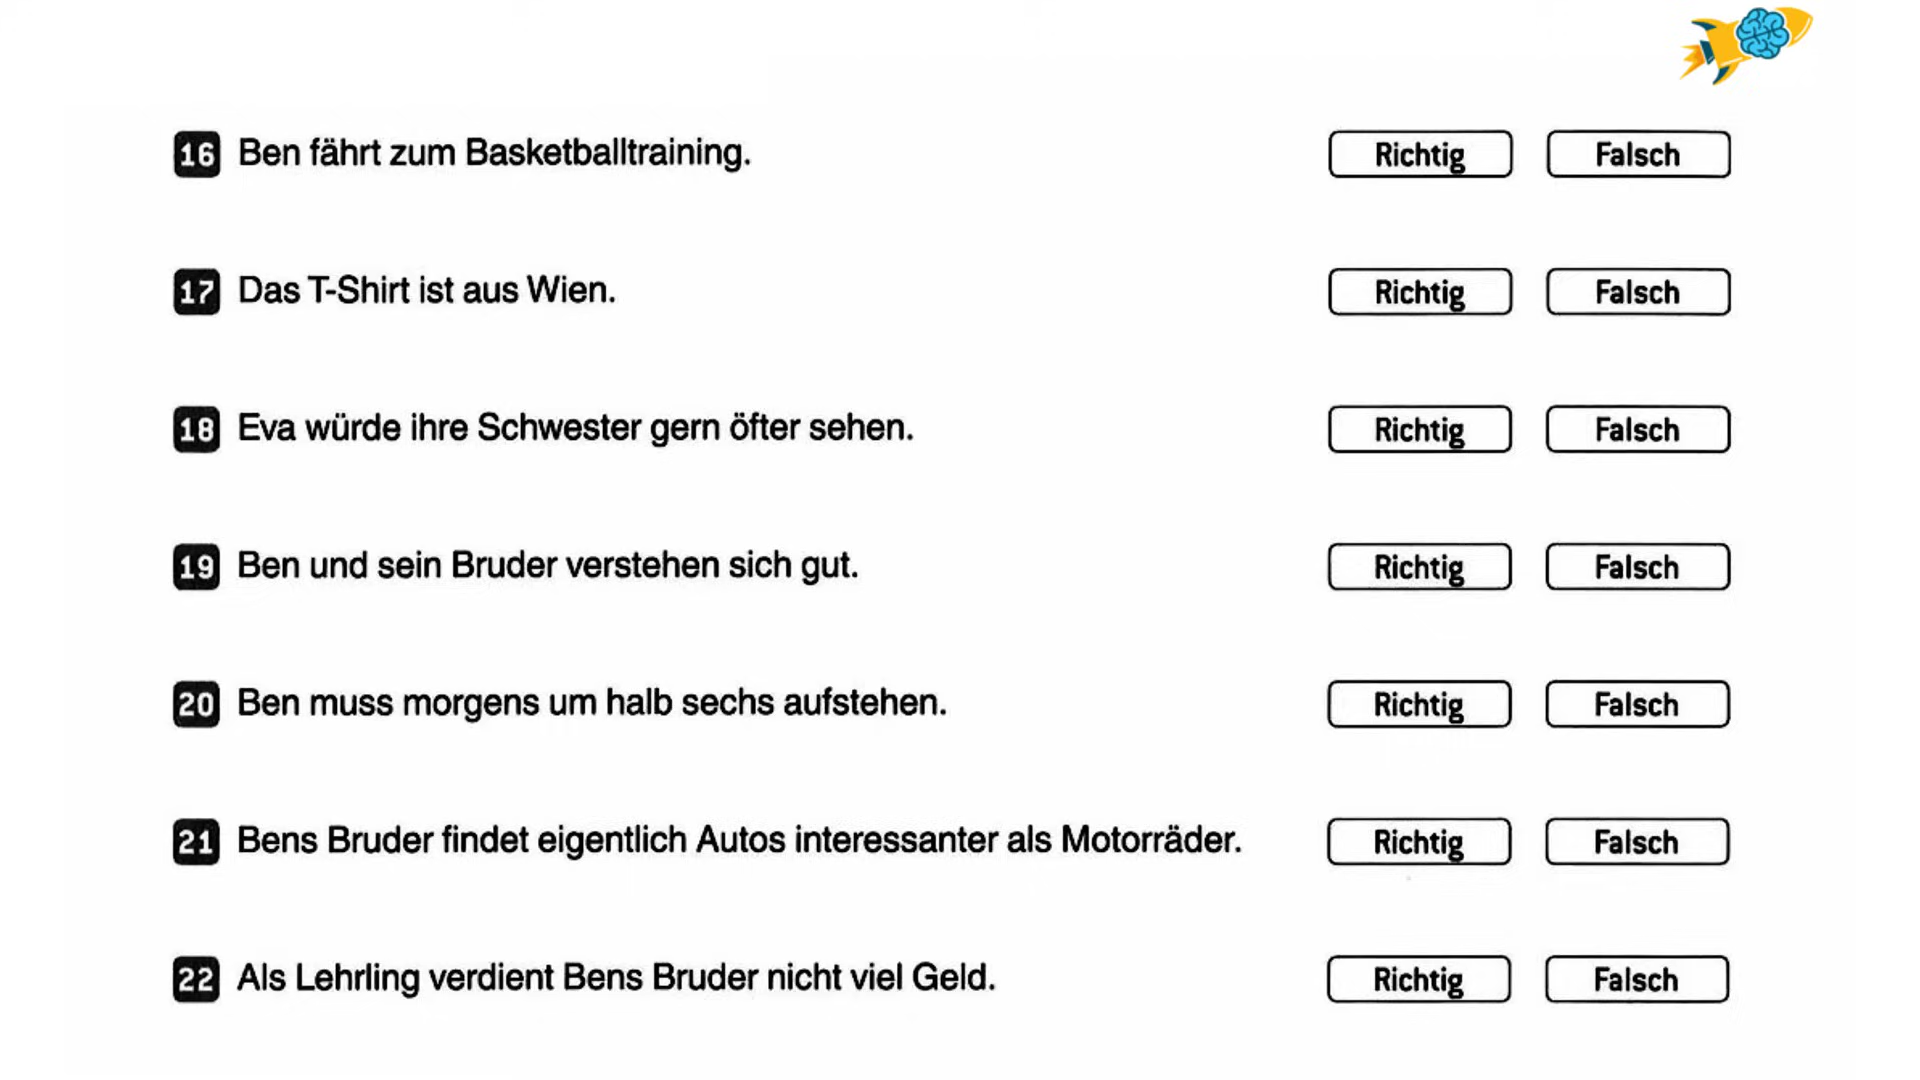 16 Ben fährt zum Basketballtraining. Richtig Falsch
17 Das T-Shirt ist aus Wien. Richtig Falsch
18 Eva würde ihre Schwester gern öfter sehen. Richtig Falsch
19 Ben und sein Bruder verstehen sich gut. Richtig Falsch
20 Ben muss morgens um halb sechs aufstehen. Richtig Falsch
21 Bens Bruder findet eigentlich Autos interessanter als Motorräder. Richtig Falsch
22 Als Lehrling verdient Bens Bruder nicht viel Geld. Richtig Falsch